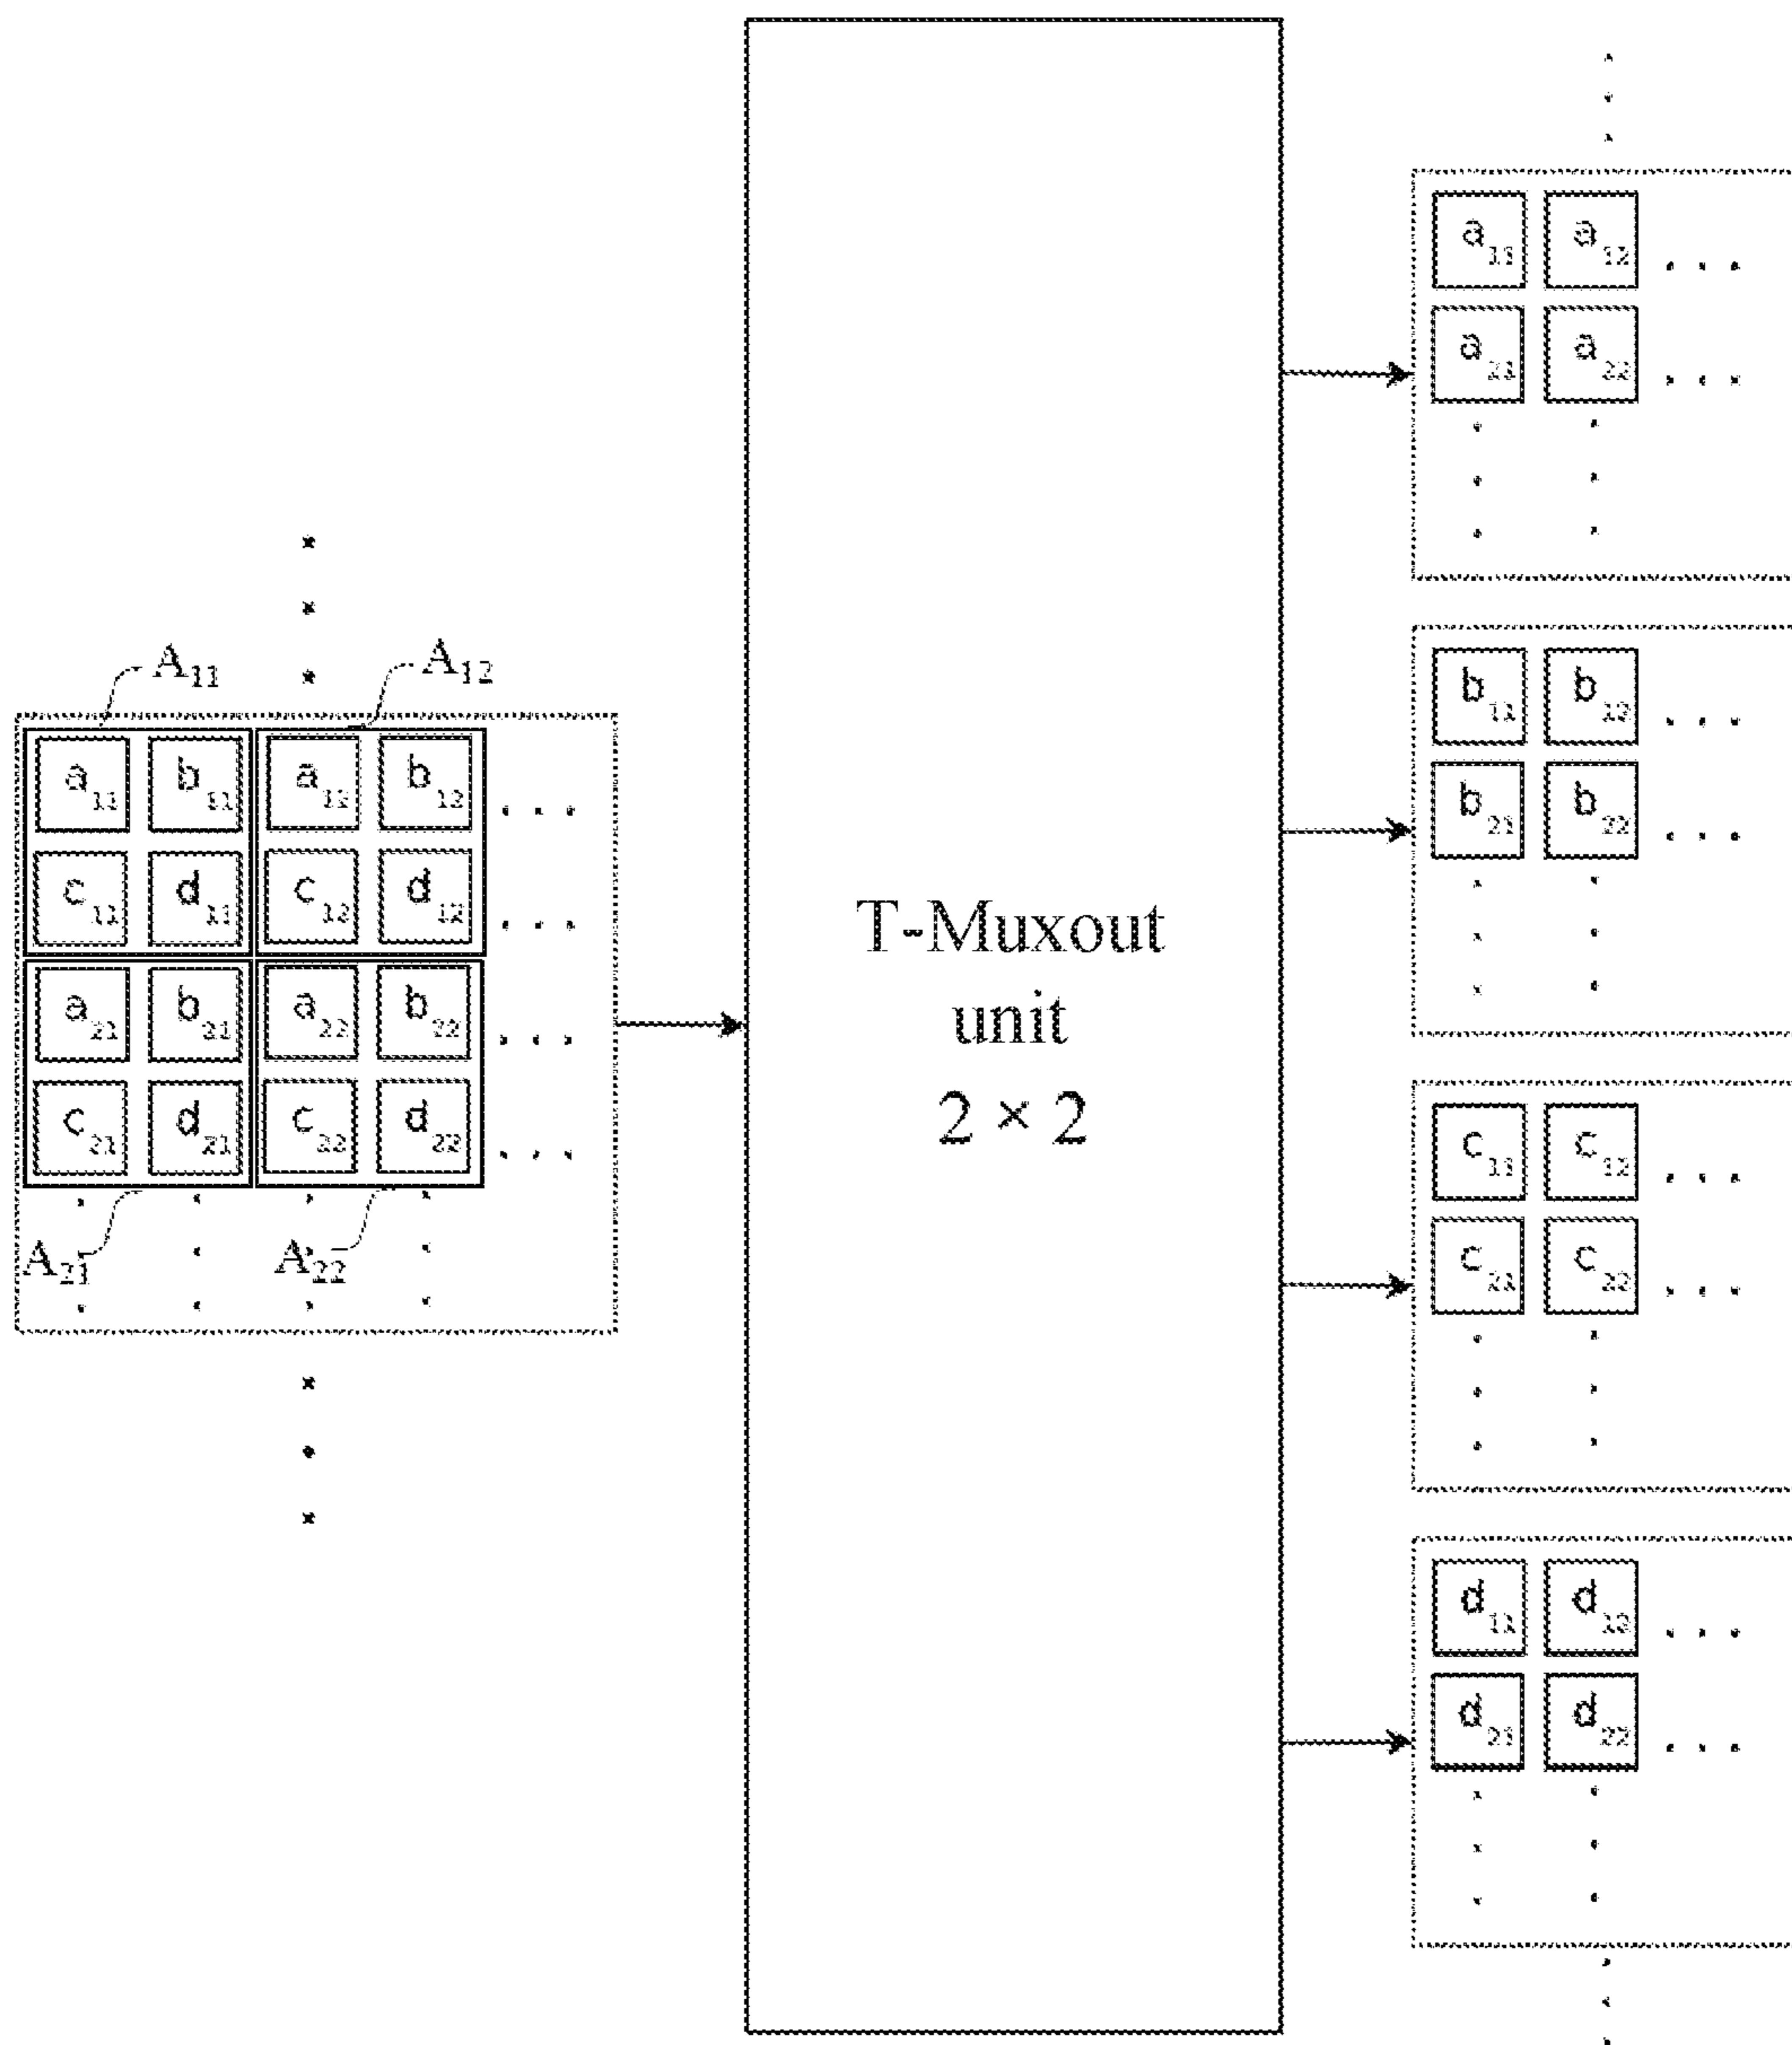 A11 A12
a11 b11 a12 b12 . . .
c11 d11 c12 d12 . . .
a21 b21 a22 b22 . . .
c21 d21 c22 d22 . . .
A21 A22
T-Muxout
unit
2 × 2
a11 a12 . . .
a21 a22 . . .
b11 b12 . . .
b21 b22 . . .
c11 c12 . . .
c21 c22 . . .
d11 d12 . . .
d21 d22 . . .